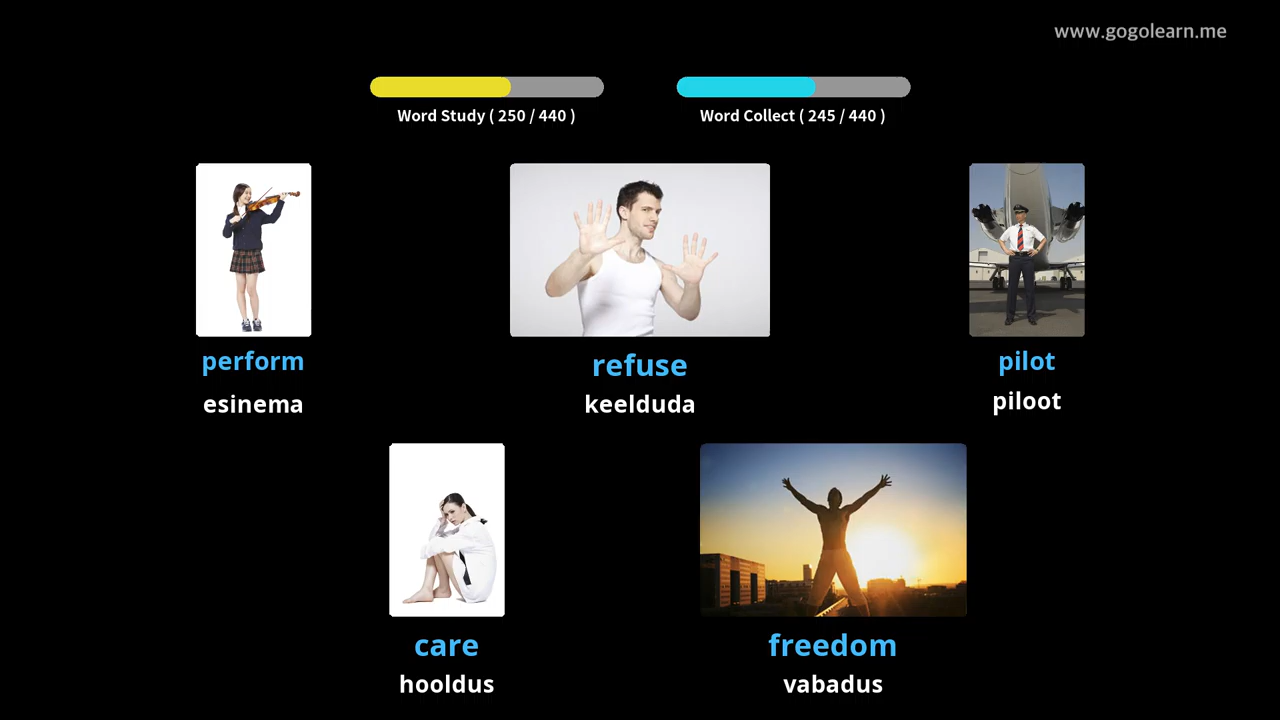 www.gogolearn.me
Word Study ( 250 / 440 )
Word Collect ( 245 / 440 )
perform
esinema
refuse
keelduda
pilot
piloot
care
hooldus
freedom
vabadus